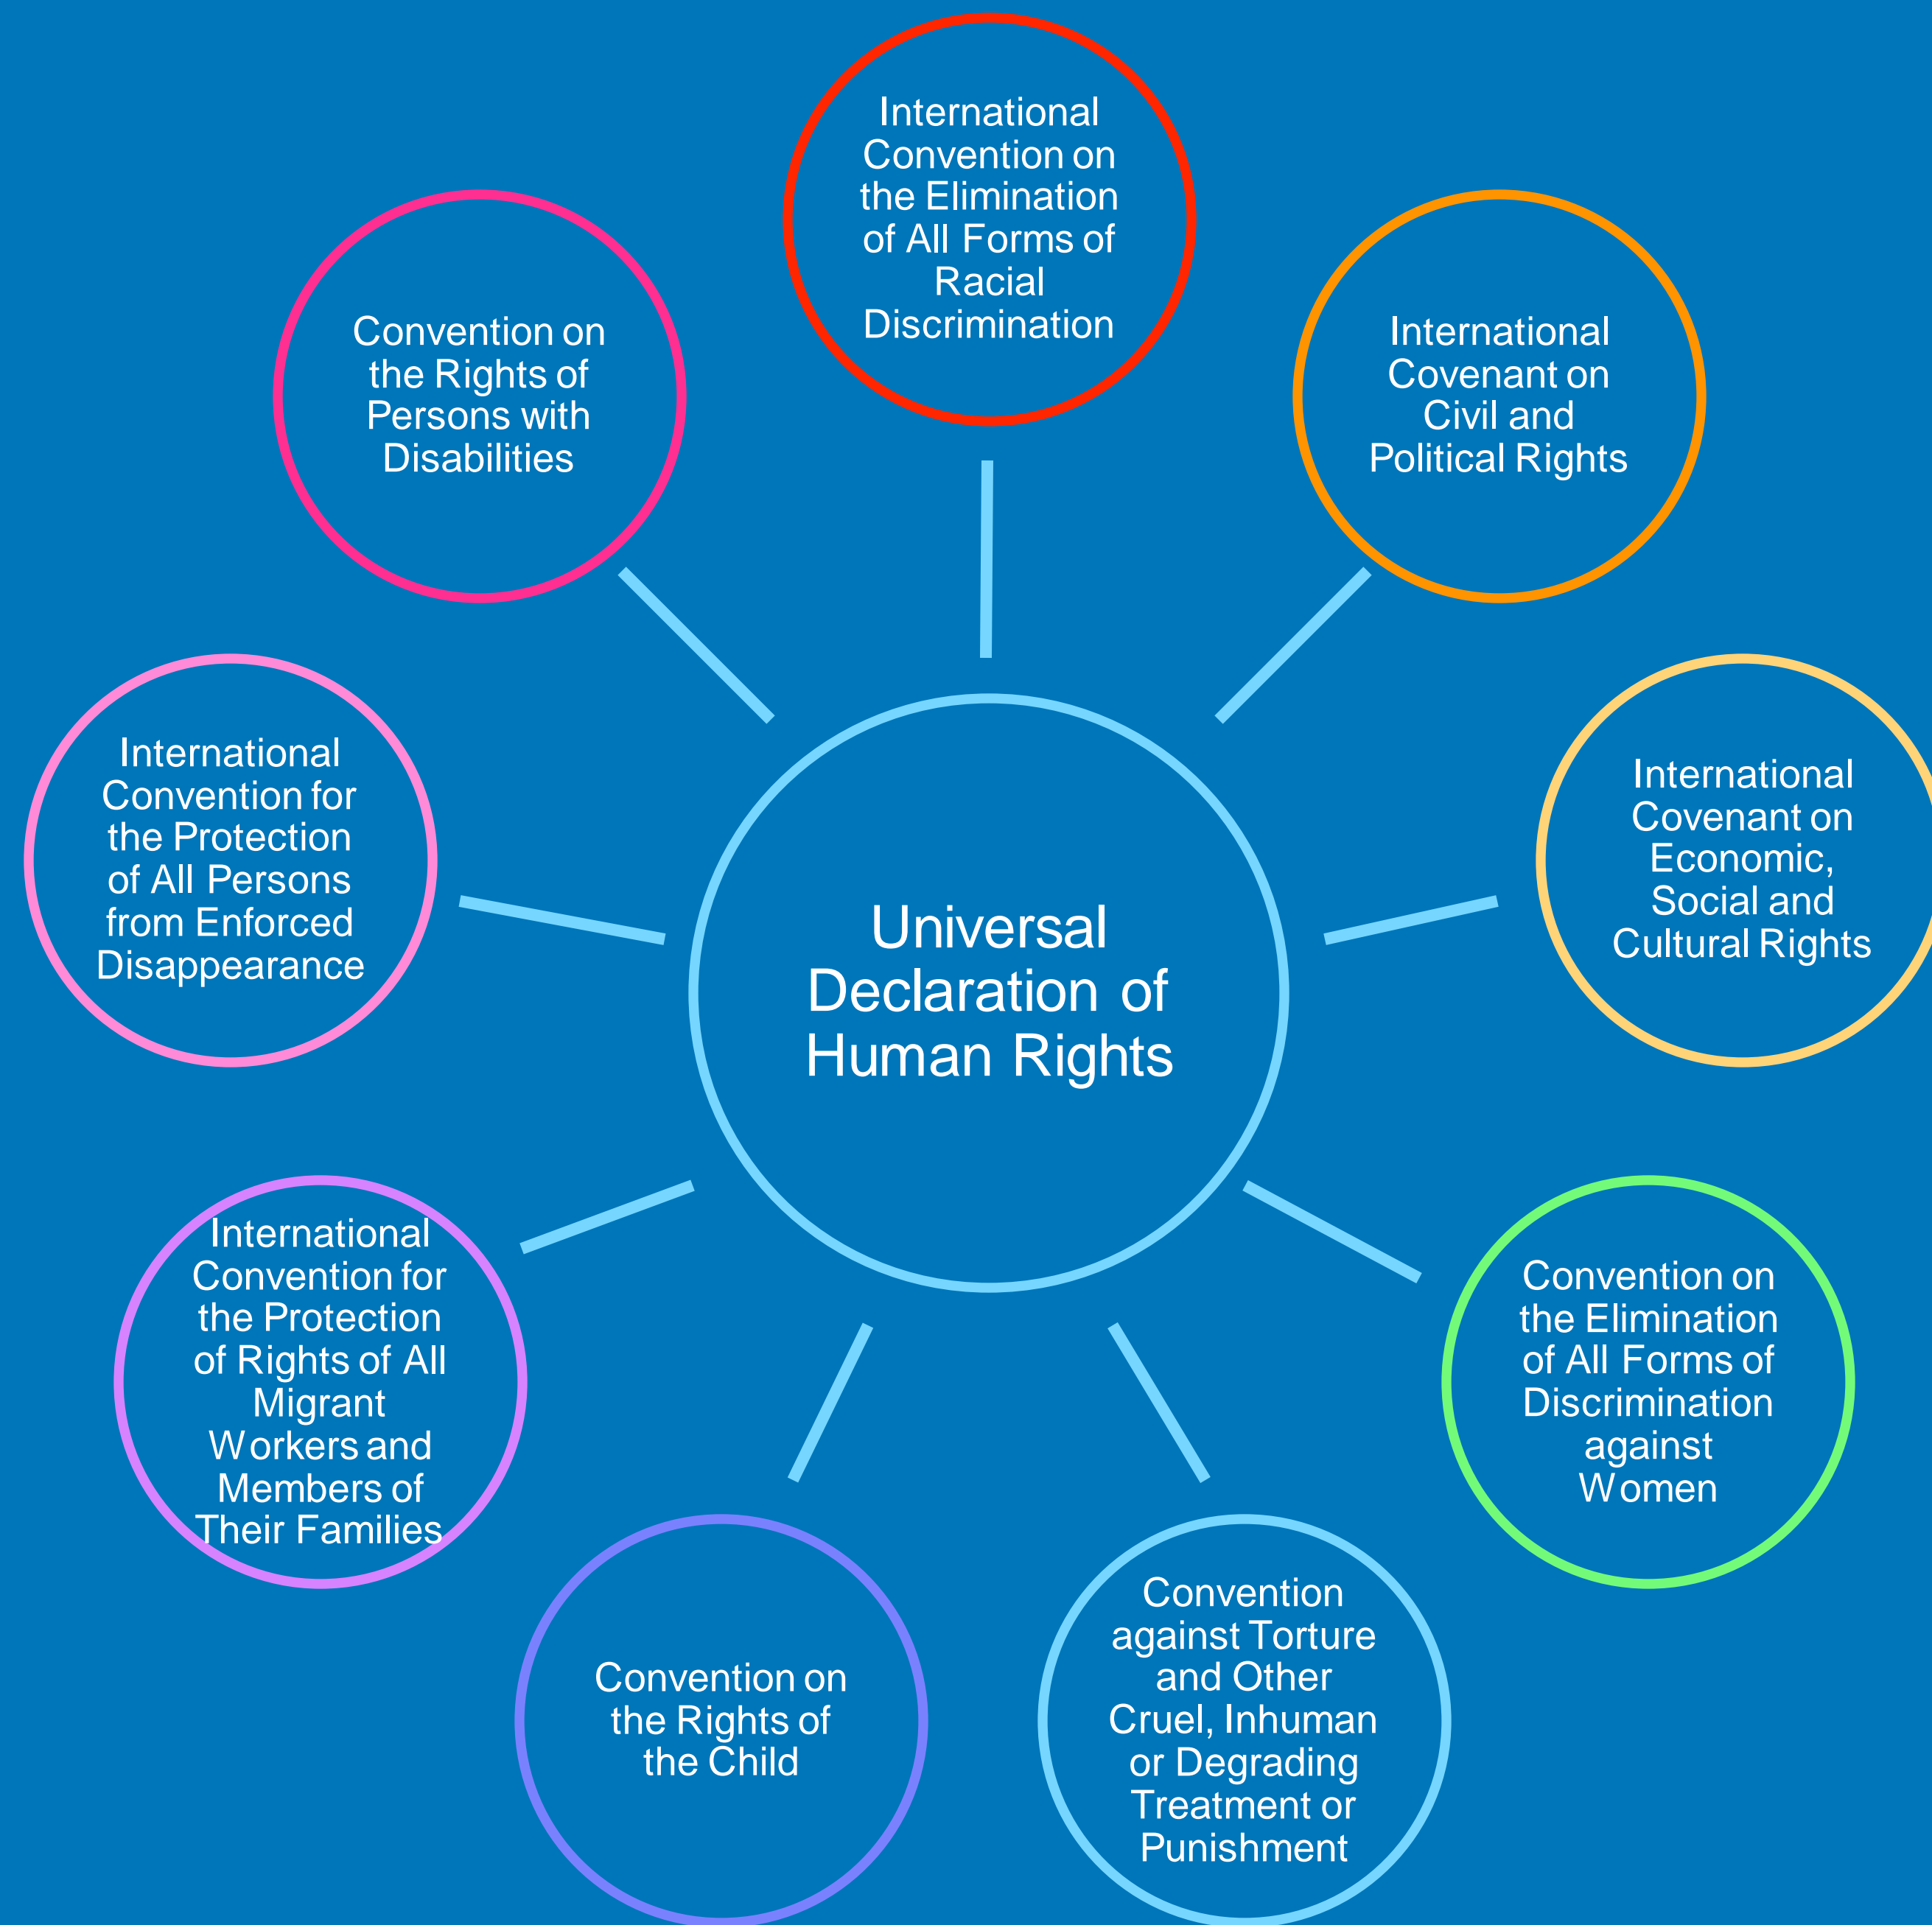 International
Convention on
the Elimination
of All Forms of
Racial
Discrimination
International
Covenant on
Civil and
Political Rights
International
Covenant on
Economic,
Social and
Cultural Rights
Convention on
the Elimination
of All Forms of
Discrimination
against
Women
Convention
against Torture
and Other
Cruel, Inhuman
or Degrading
Treatment or
Punishment
Convention on
the Rights of
the Child
International
Convention for
the Protection
of Rights of All
Migrant
Workers and
Members of
Their Families
International
Convention for
the Protection
of All Persons
from Enforced
Disappearance
Convention on
the Rights of
Persons with
Disabilities
Universal
Declaration of
Human Rights